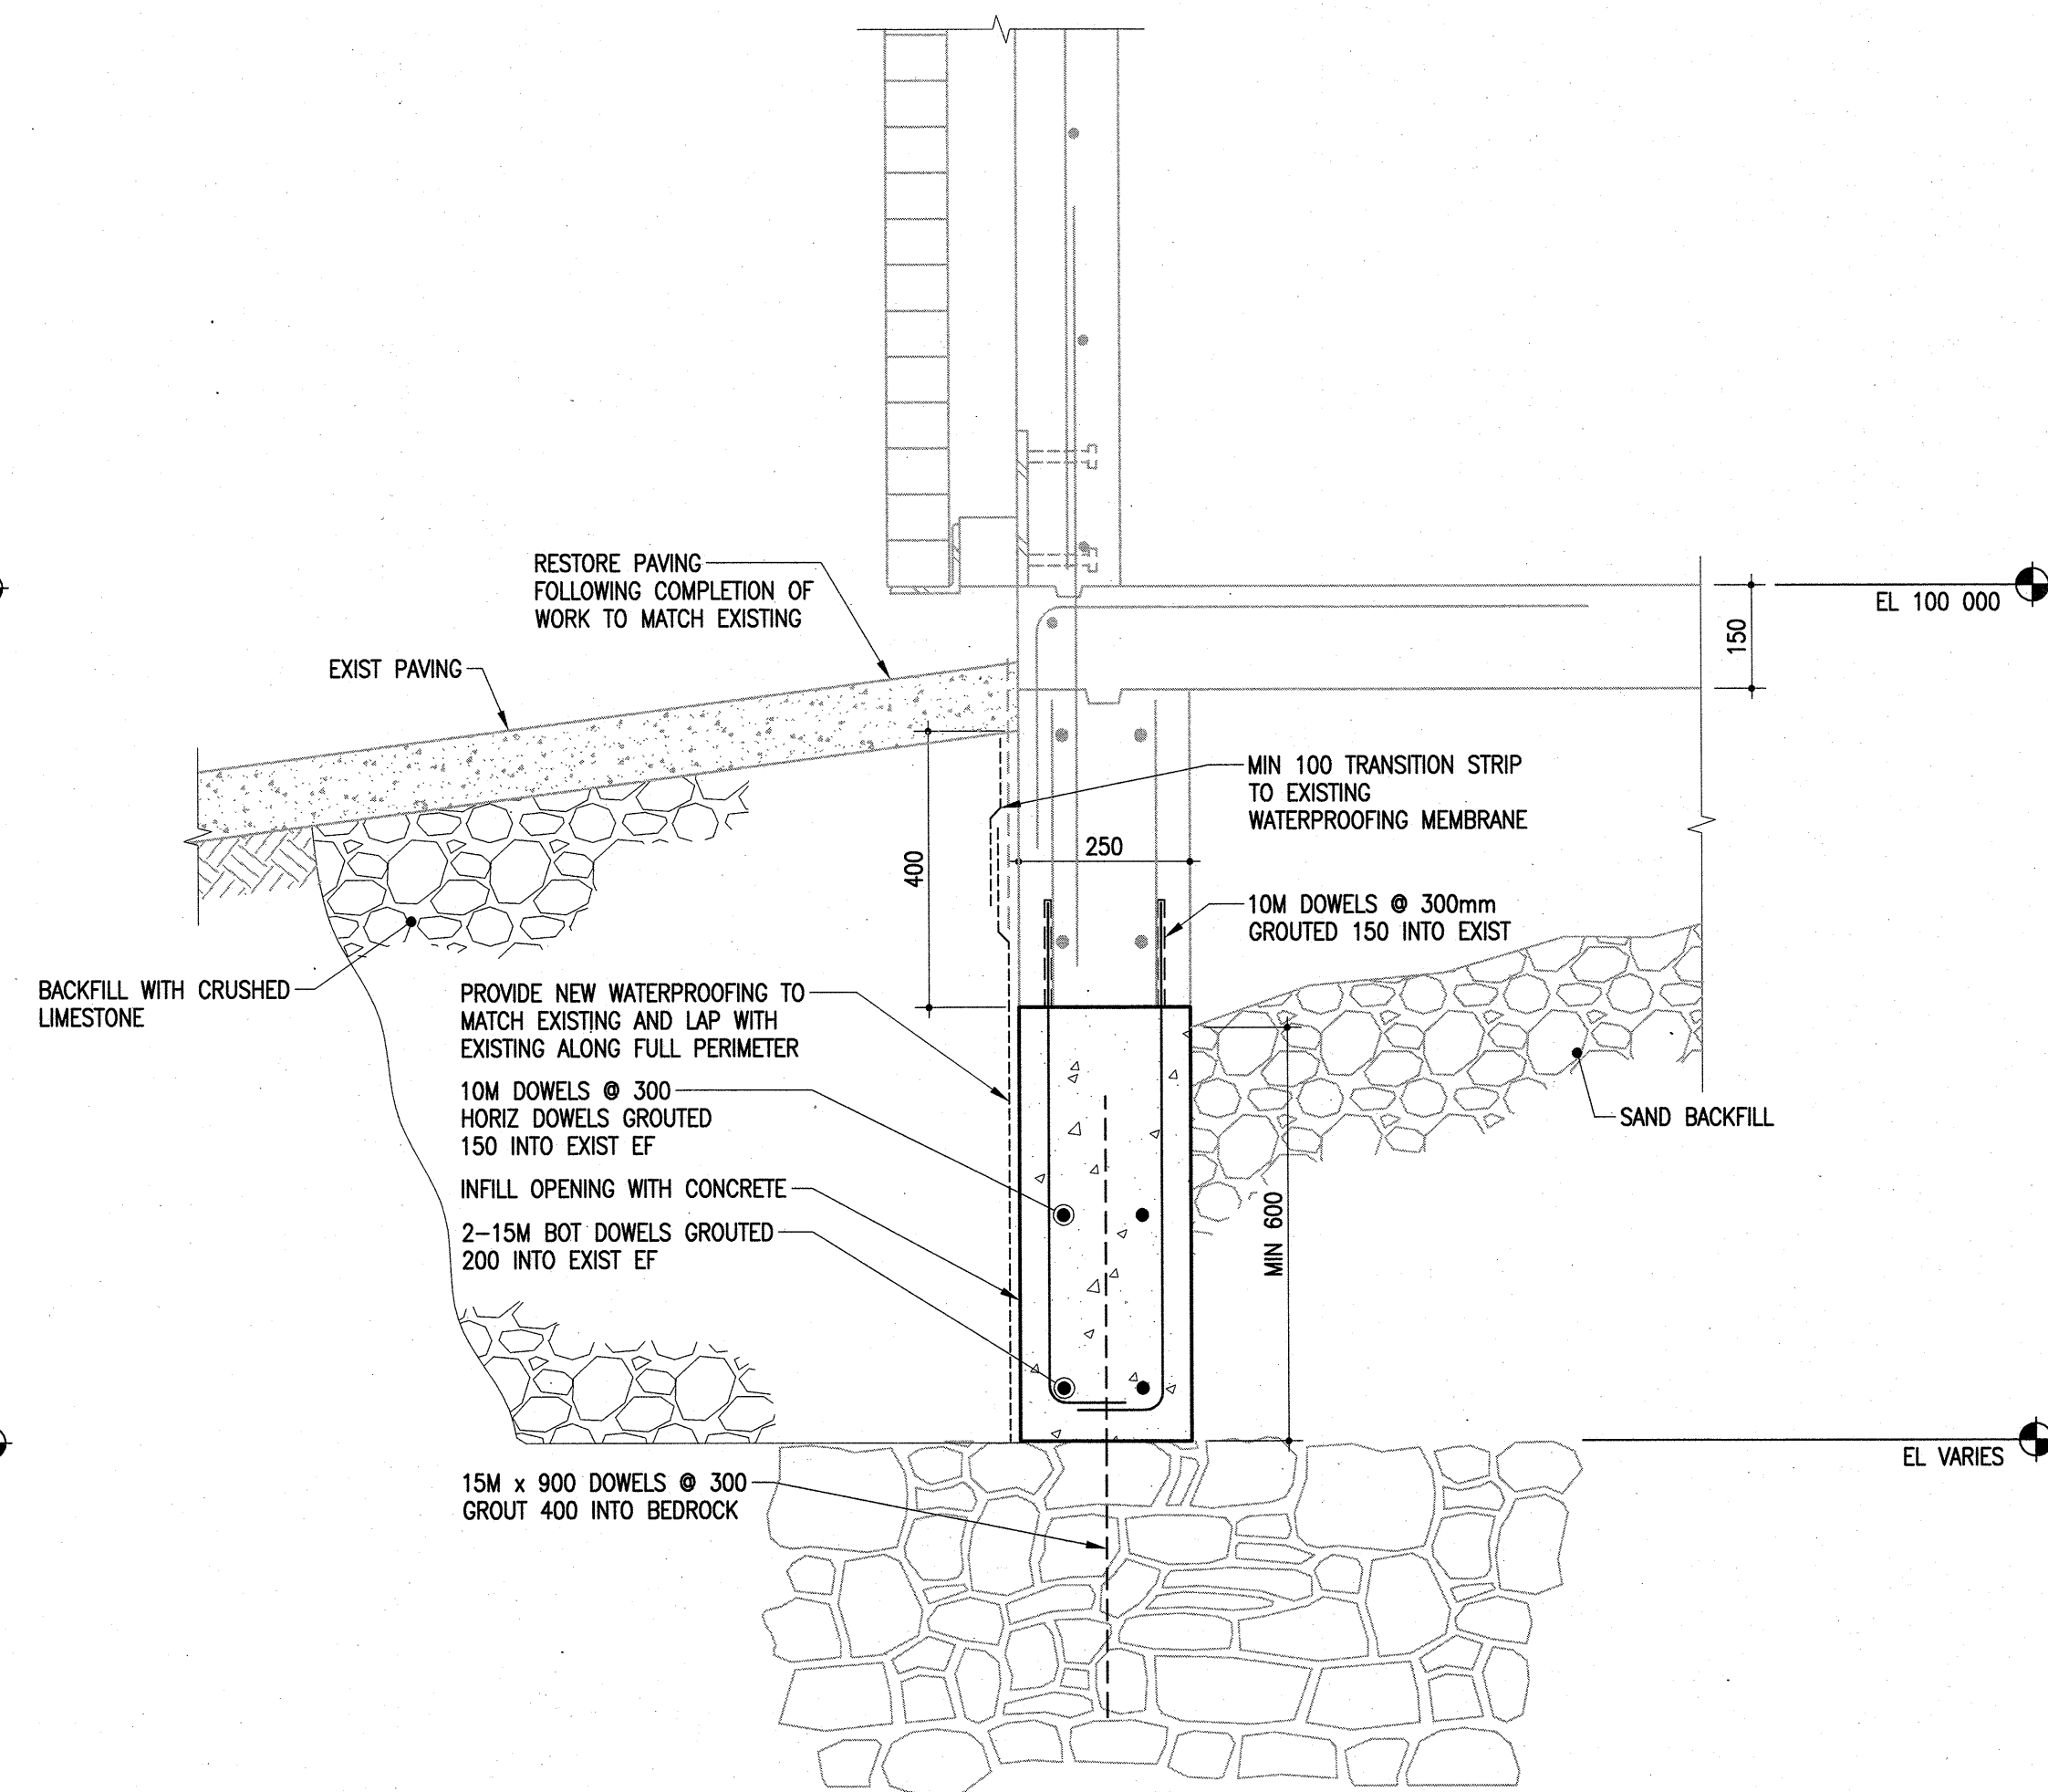 RESTORE PAVING
FOLLOWING COMPLETION OF
WORK TO MATCH EXISTING
EXIST PAVING
EL 100 000
150
MIN 100 TRANSITION STRIP
TO EXISTING
WATERPROOFING MEMBRANE
400
250
10M DOWELS @ 300mm
GROUTED 150 INTO EXIST
BACKFILL WITH CRUSHED
LIMESTONE
PROVIDE NEW WATERPROOFING TO
MATCH EXISTING AND LAP WITH
EXISTING ALONG FULL PERIMETER
10M DOWELS @ 300
HORIZ DOWELS GROUTED
150 INTO EXIST EF
SAND BACKFILL
INFILL OPENING WITH CONCRETE
2-15M BOT DOWELS GROUTED
200 INTO EXIST EF
MIN 600
EL VARIES
15M x 900 DOWELS @ 300
GROUT 400 INTO BEDROCK